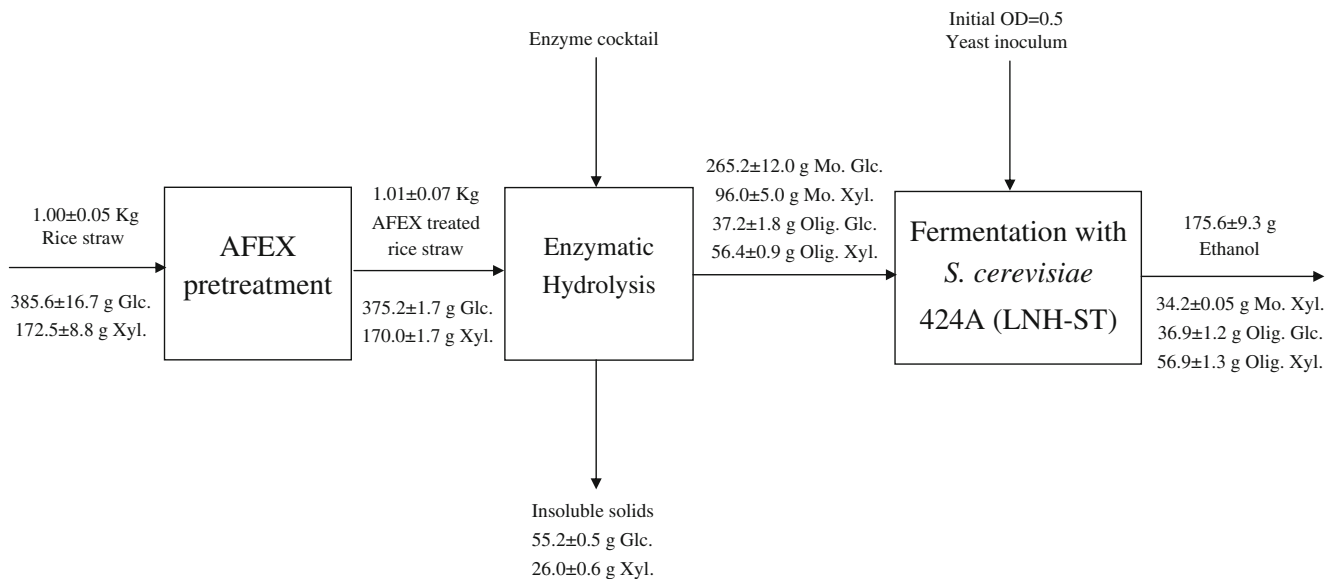 Initial OD=0.5
Yeast inoculum
Enzyme cocktail
1.00±0.05 Kg
Rice straw
385.6±16.7 g Glc.
172.5±8.8 g Xyl.
AFEX
pretreatment
1.01±0.07 Kg
AFEX treated
rice straw
375.2±1.7 g Glc.
170.0±1.7 g Xyl.
Enzymatic
Hydrolysis
265.2±12.0 g Mo. Glc.
96.0±5.0 g Mo. Xyl.
37.2±1.8 g Olig. Glc.
56.4±0.9 g Olig. Xyl.
Fermentation with
S. cerevisiae
424A (LNH-ST)
175.6±9.3 g
Ethanol
34.2±0.05 g Mo. Xyl.
36.9±1.2 g Olig. Glc.
56.9±1.3 g Olig. Xyl.
Insoluble solids
55.2±0.5 g Glc.
26.0±0.6 g Xyl.